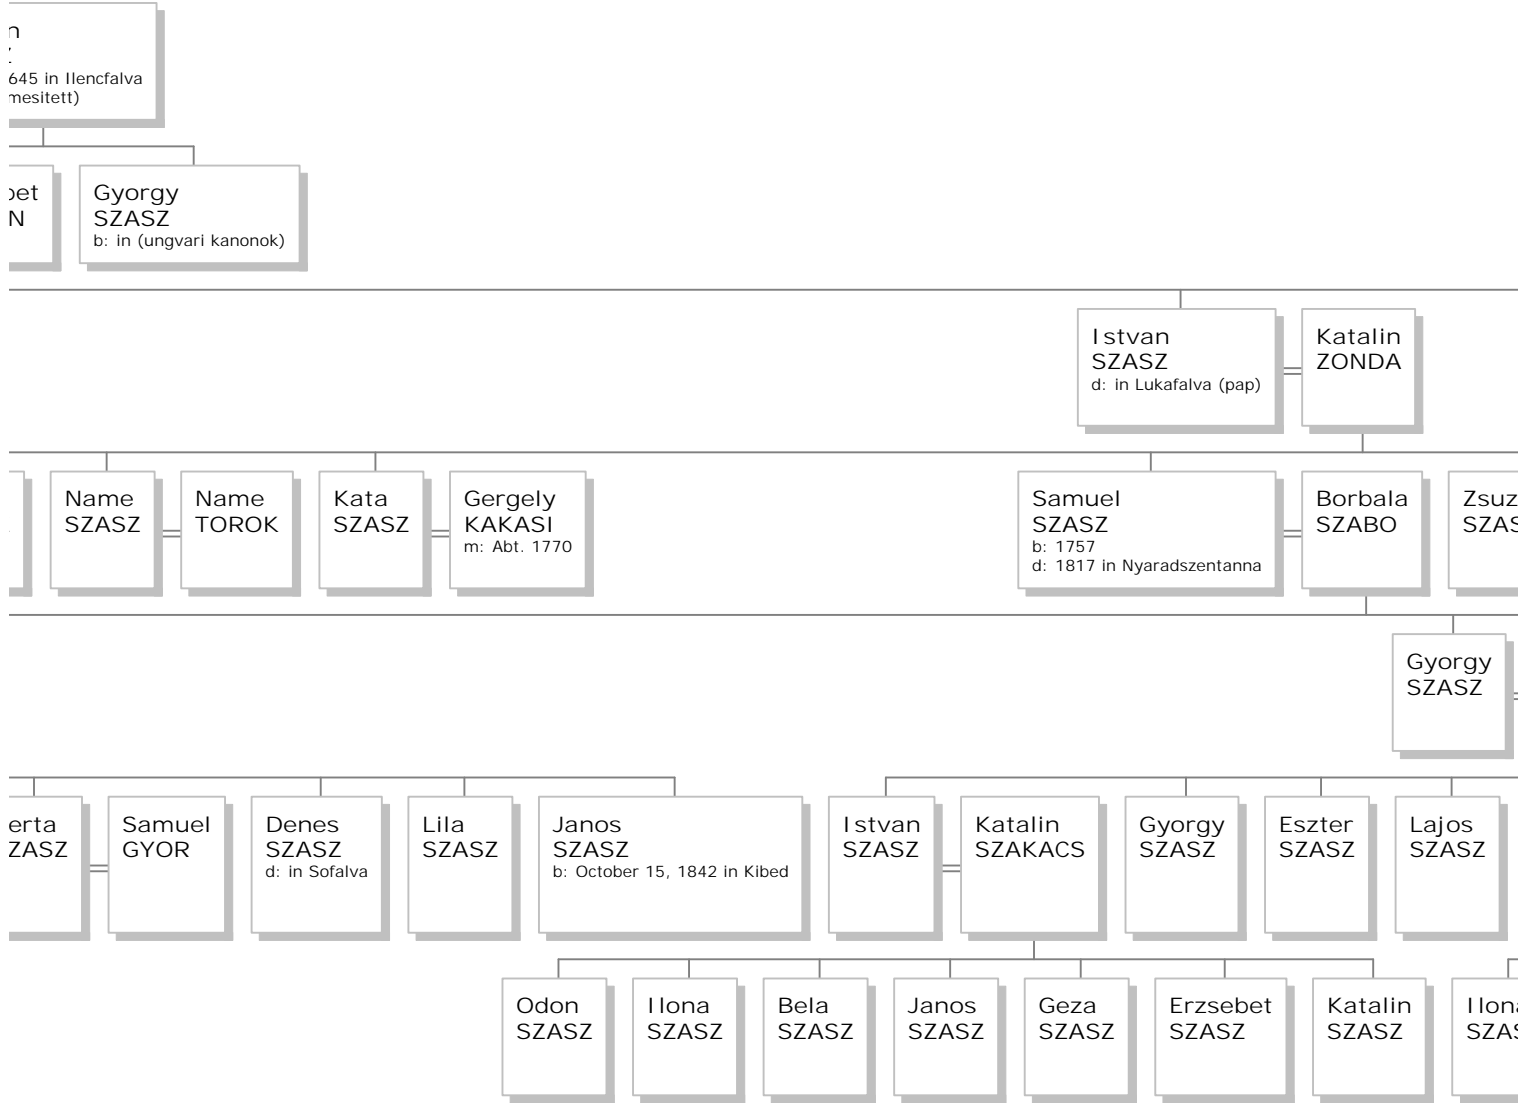 645 in Ilencfalva
Gyorgy
SZASZ
b: in (ungvari kanonok)
Istvan
SZASZ
d: in Lukafalva (pap)
Katalin
ZONDA
Name
SZASZ
Name
TOROK
Kata
SZASZ
Gergely
KAKASI
m: Abt. 1770
Samuel
SZASZ
b: 1757
d: 1817 in Nyaradszentanna
Borbala
SZABO
Gyorgy
SZASZ
Samuel
GYOR
Denes
SZASZ
d: in Sofalva
Lila
SZASZ
Janos
SZASZ
b: October 15, 1842 in Kibed
Istvan
SZASZ
Katalin
SZAKACS
Gyorgy
SZASZ
Eszter
SZASZ
Lajos
SZASZ
Odon
SZASZ
Ilona
SZASZ
Bela
SZASZ
Janos
SZASZ
Geza
SZASZ
Erzsebet
SZASZ
Katalin
SZASZ